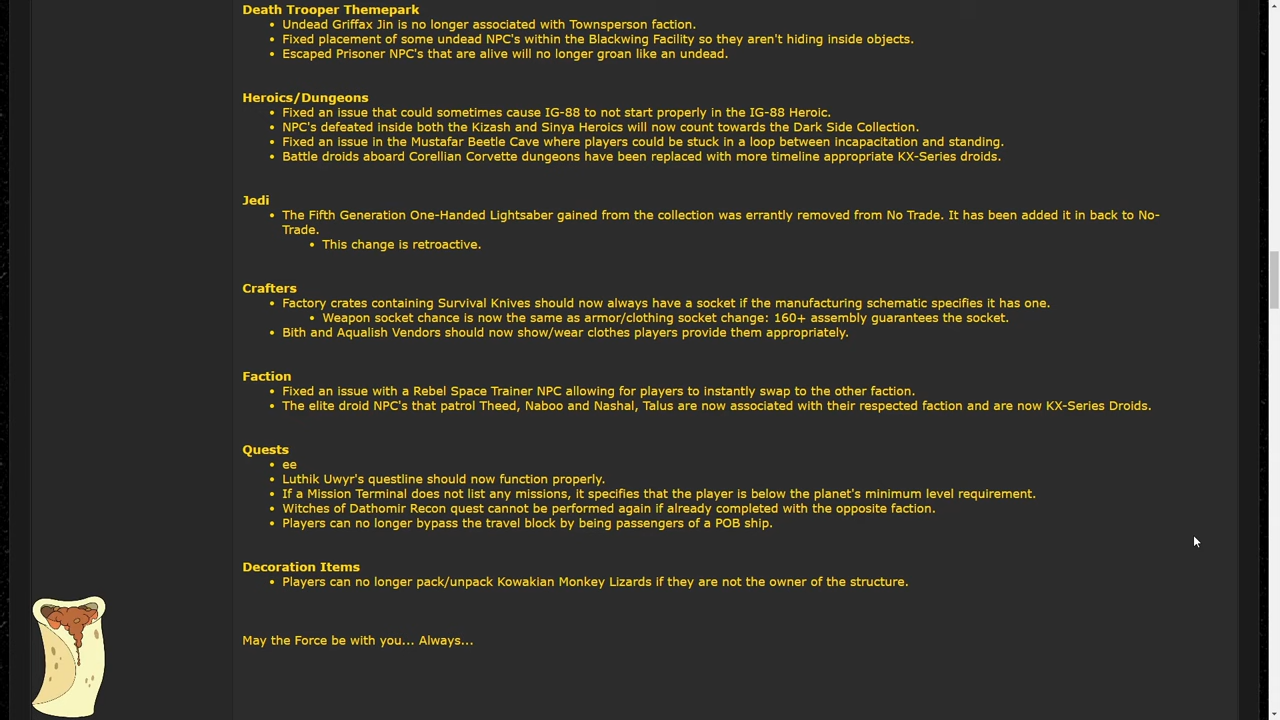 Death Trooper Themepark
• Undead Griffax Jin is no longer associated with Townsperson faction.
• Fixed placement of some undead NPC's within the Blackwing Facility so they aren't hiding inside objects.
• Escaped Prisoner NPC's that are alive will no longer groan like an undead.
Heroics/Dungeons
• Fixed an issue that could sometimes cause IG-88 to not start properly in the IG-88 Heroic.
• NPC's defeated inside both the Kizash and Sinya Heroics will now count towards the Dark Side Collection.
• Fixed an issue in the Mustafar Beetle Cave where players could be stuck in a loop between incapacitation and standing.
• Battle droids aboard Corellian Corvette dungeons have been replaced with more timeline appropriate KX-Series droids.
Jedi
• The Fifth Generation One-Handed Lightsaber gained from the collection was errantly removed from No Trade. It has been added it in back to No-
Trade.
• This change is retroactive.
Crafters
• Factory crates containing Survival Knives should now always have a socket if the manufacturing schematic specifies it has one.
• Weapon socket chance is now the same as armor/clothing socket change: 160+ assembly guarantees the socket.
• Bith and Aqualish Vendors should now show/wear clothes players provide them appropriately.
Faction
• Fixed an issue with a Rebel Space Trainer NPC allowing for players to instantly swap to the other faction.
• The elite droid NPC's that patrol Theed, Naboo and Nashal, Talus are now associated with their respected faction and are now KX-Series Droids.
Quests
• ee
• Luthik Uwyr's questline should now function properly.
• If a Mission Terminal does not list any missions, it specifies that the player is below the planet's minimum level requirement.
• Witches of Dathomir Recon quest cannot be performed again if already completed with the opposite faction.
• Players can no longer bypass the travel block by being passengers of a POB ship.
Decoration Items
• Players can no longer pack/unpack Kowakian Monkey Lizards if they are not the owner of the structure.
May the Force be with you... Always...